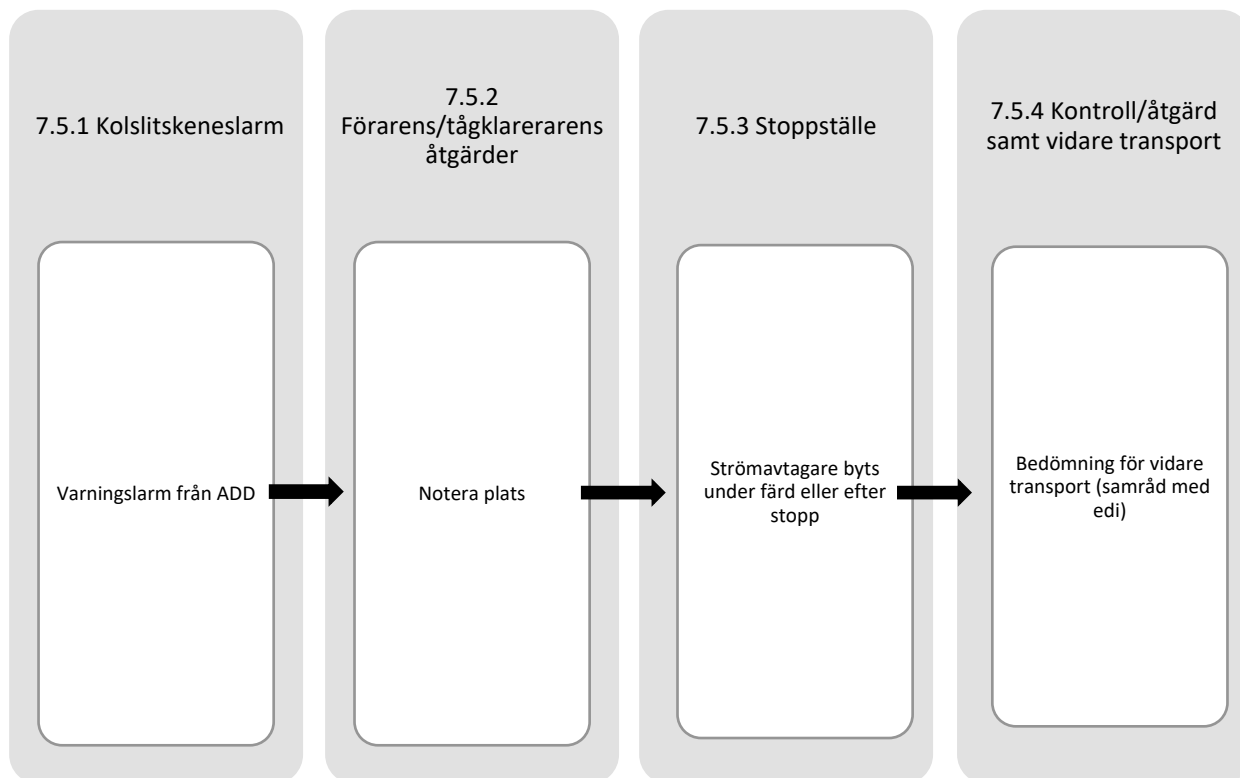 7.5.1 Kolslitskeneslarm
7.5.2
Förarens/tågklarerarens
åtgärder
7.5.3 Stoppställe
7.5.4 Kontroll/åtgärd
samt vidare transport
Varningslarm från ADD
Notera plats
Strömavtagare byts
under färd eller efter
stopp
Bedömning för vidare
transport (samråd med
edi)